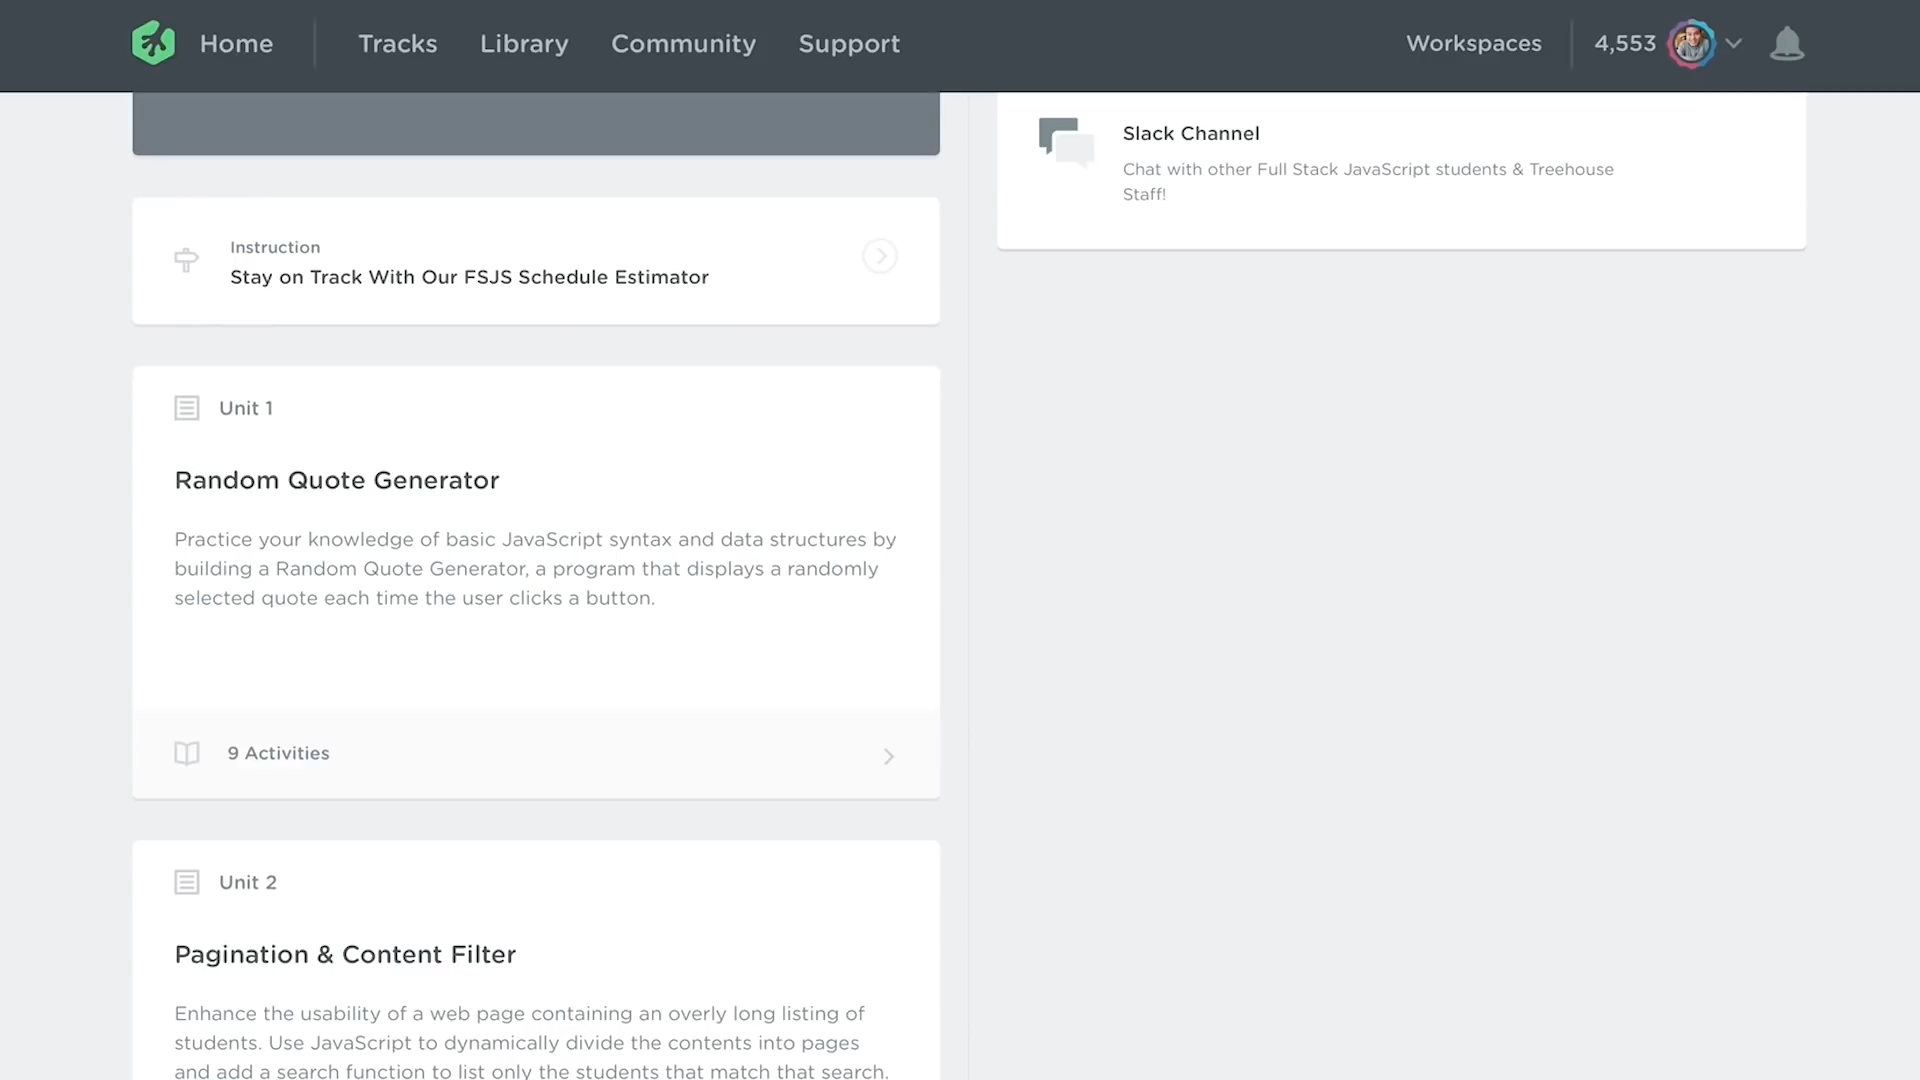 Home
Tracks
Library
Community
Support
Workspaces
4,553
Slack Channel
Chat with other Full Stack JavaScript students & Treehouse
Staff!
Instruction
Stay on Track With Our FSJS Schedule Estimator
Unit 1
Random Quote Generator
Practice your knowledge of basic JavaScript syntax and data structures by
building a Random Quote Generator, a program that displays a randomly
selected quote each time the user clicks a button.
9 Activities
Unit 2
Pagination & Content Filter
Enhance the usability of a web page containing an overly long listing of
students. Use JavaScript to dynamically divide the contents into pages
and add a search function to list only the students that match that search.